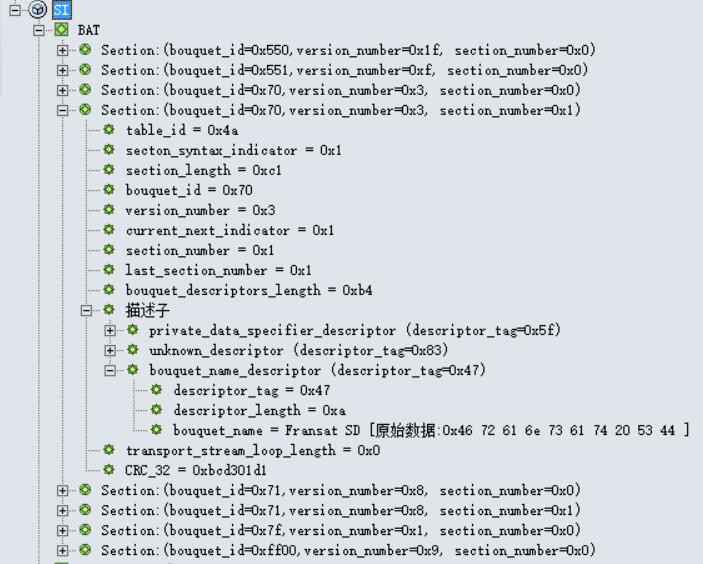 SI
BAT
Section:(bouquet_id=0x550,version_number=0x1f, section_number=0x0)
Section:(bouquet_id=0x551,version_number=0xf, section_number=0x0)
Section:(bouquet_id=0x70,version_number=0x3, section_number=0x0)
Section:(bouquet_id=0x70,version_number=0x3, section_number=0x1)
table_id = 0x4a
secton_syntax_indicator = 0x1
section_length = 0xc1
bouquet_id = 0x70
version_number = 0x3
current_next_indicator = 0x1
section_number = 0x1
last_section_number = 0x1
bouquet_descriptors_length = 0xb4
描述子
private_data_specifier_descriptor (descriptor_tag=0x5f)
unknown_descriptor (descriptor_tag=0x83)
bouquet_name_descriptor (descriptor_tag=0x47)
descriptor_tag = 0x47
descriptor_length = 0xa
bouquet_name = Fransat SD [原始数据:0x46 72 61 6e 73 61 74 20 53 44 ]
transport_stream_loop_length = 0x0
CRC_32 = 0xbcd301d1
Section:(bouquet_id=0x71,version_number=0x8, section_number=0x0)
Section:(bouquet_id=0x71,version_number=0x8, section_number=0x1)
Section:(bouquet_id=0x7f,version_number=0x1, section_number=0x0)
Section:(bouquet_id=0xff00,version_number=0x9, section_number=0x0)